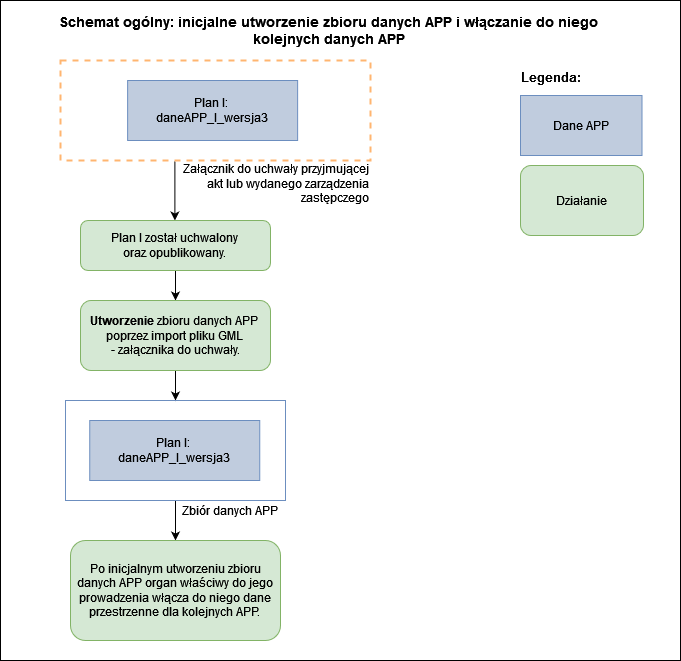 Schemat ogólny: inicjalne utworzenie zbioru danych APP i włączanie do niego
kolejnych danych APP
Plan I:
daneAPP_I_wersja3
Legenda:
Dane APP
Działanie
Załącznik do uchwały przyjmującej
akt lub wydanego zarządzenia
zastępczego
Plan I został uchwalony
oraz opublikowany.
Utworzenie zbioru danych APP
poprzez import pliku GML
- załącznika do uchwały.
Plan I:
daneAPP_I_wersja3
Zbiór danych APP
Po inicjalnym utworzeniu zbioru
danych APP organ właściwy do jego
prowadzenia włącza do niego dane
przestrzenne dla kolejnych APP.